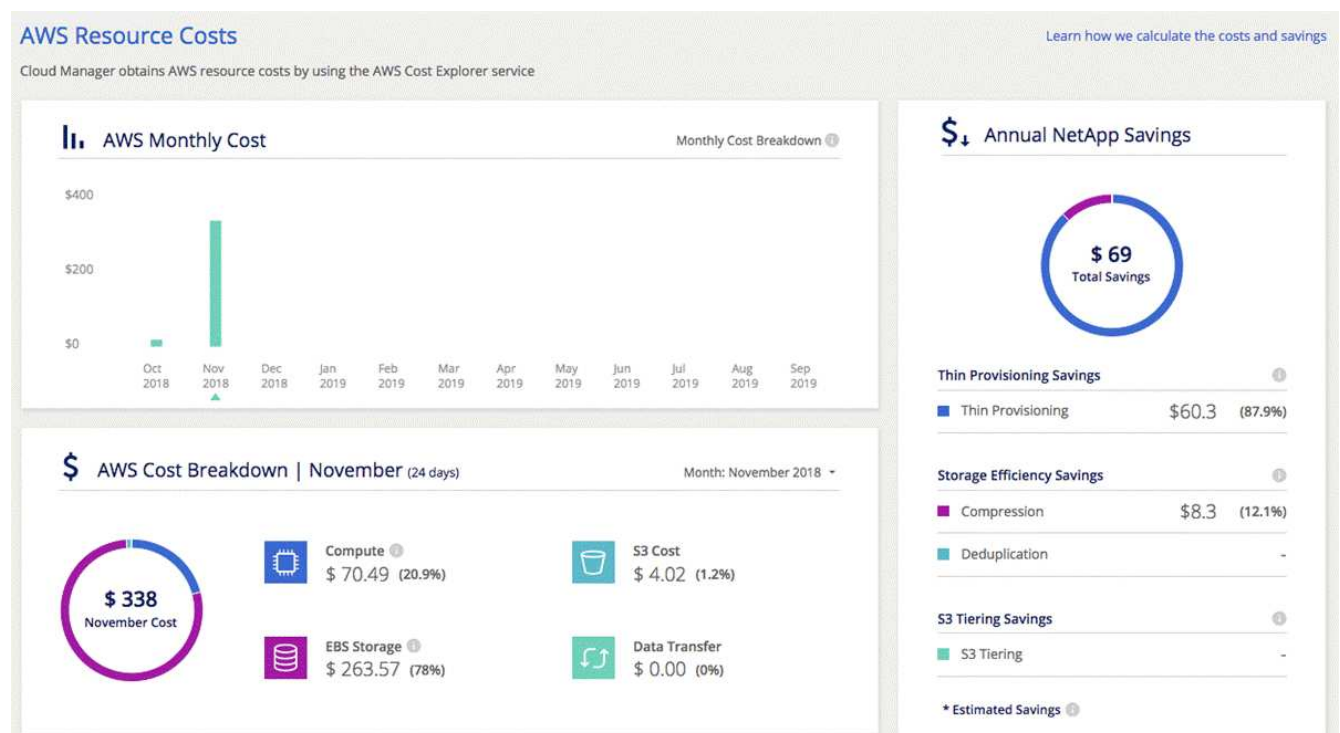 AWS Resource Costs
Learn how we calculate the costs and savings
Cloud Manager obtains AWS resource costs by using the AWS Cost Explorer service
AWS Monthly Cost
Monthly Cost Breakdown
$400
$200
$0
Oct 2018
Nov 2018
Dec 2018
Jan 2019
Feb 2019
Mar 2019
Apr 2019
May 2019
Jun 2019
Jul 2019
Aug 2019
Sep 2019
AWS Cost Breakdown | November (24 days)
Month: November 2018
$ 338
November Cost
Compute
$ 70.49 (20.9%)
S3 Cost
$ 4.02 (1.2%)
EBS Storage
$ 263.57 (78%)
Data Transfer
$ 0.00 (0%)
Annual NetApp Savings
$ 69
Total Savings
Thin Provisioning Savings
Thin Provisioning $60.3 (87.9%)
Storage Efficiency Savings
Compression $8.3 (12.1%)
Deduplication -
S3 Tiering Savings
S3 Tiering -
* Estimated Savings